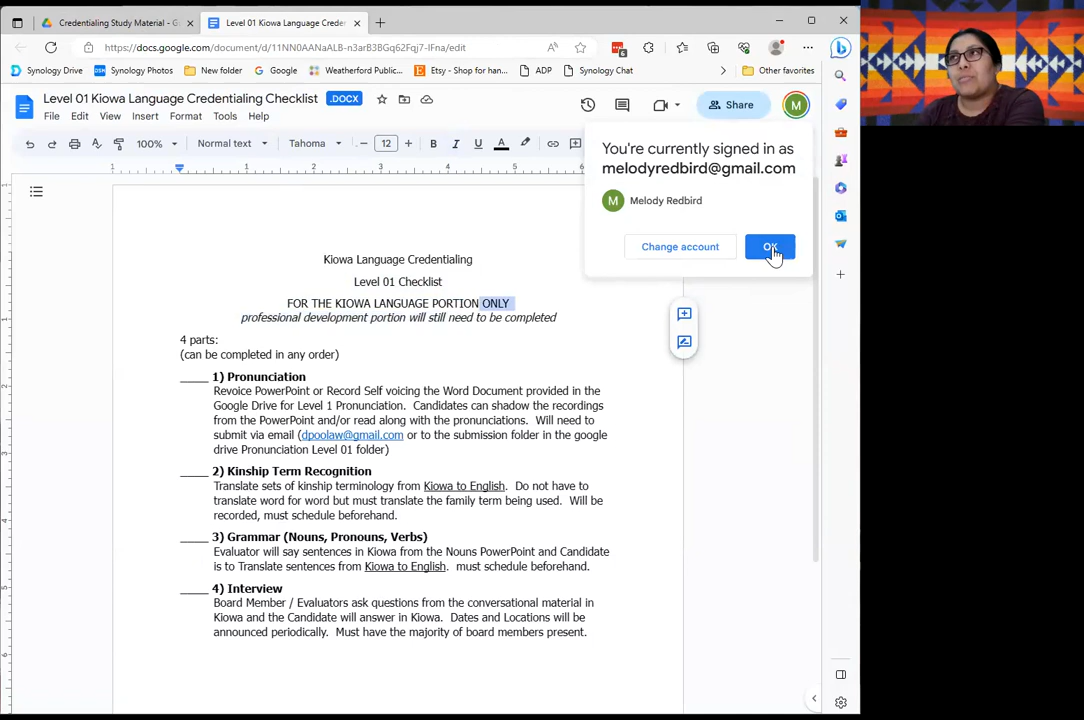 Credentialing Study Material - G
Level 01 Kiowa Language Creder
https://docs.google.com/document/d/11NN0AANaALB-n3arB3BGq62Fqj7-IFna/edit
6
Synology Drive
DSM
Synology Photos
New folder
Google
Weatherford Public...
Etsy - Shop for han...
ADP
Synology Chat
Other favorites
Level 01 Kiowa Language Credentialing Checklist
.DOCX
Share
M
File Edit View Insert Format Tools Help
100%
Normal text
Tahoma
12
B I U A
1 1 2 3 4 5
You're currently signed in as
melodyredbird@gmail.com
M
Melody Redbird
Change account
OK
Kiowa Language Credentialing
Level 01 Checklist
FOR THE KIOWA LANGUAGE PORTION ONLY
professional development portion will still need to be completed
4 parts:
(can be completed in any order)
_____ 1) Pronunciation
Revoice PowerPoint or Record Self voicing the Word Document provided in the
Google Drive for Level 1 Pronunciation. Candidates can shadow the recordings
from the PowerPoint and/or read along with the pronunciations. Will need to
submit via email (dpoolaw@gmail.com or to the submission folder in the google
drive Pronunciation Level 01 folder)
_____ 2) Kinship Term Recognition
Translate sets of kinship terminology from Kiowa to English. Do not have to
translate word for word but must translate the family term being used. Will be
recorded, must schedule beforehand.
_____ 3) Grammar (Nouns, Pronouns, Verbs)
Evaluator will say sentences in Kiowa from the Nouns PowerPoint and Candidate
is to Translate sentences from Kiowa to English. must schedule beforehand.
_____ 4) Interview
Board Member / Evaluators ask questions from the conversational material in
Kiowa and the Candidate will answer in Kiowa. Dates and Locations will be
announced periodically. Must have the majority of board members present.